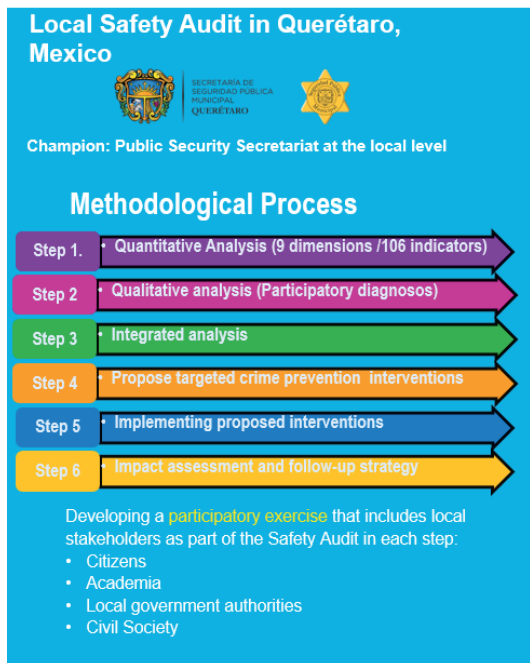 Local Safety Audit in Querétaro,
Mexico
SECRETARÍA DE
SEGURIDAD PÚBLICA
MUNICIPAL
QUERÉTARO
Champion: Public Security Secretariat at the local level
Methodological Process
Step 1. • Quantitative Analysis (9 dimensions /106 indicators)
Step 2 • Qualitative analysis (Participatory diagnosos)
Step 3 • Integrated analysis
Step 4 • Propose targeted crime prevention interventions
Step 5 • Implementing proposed interventions
Step 6 • Impact assessment and follow-up strategy
Developing a participatory exercise that includes local
stakeholders as part of the Safety Audit in each step:
• Citizens
• Academia
• Local government authorities
• Civil Society